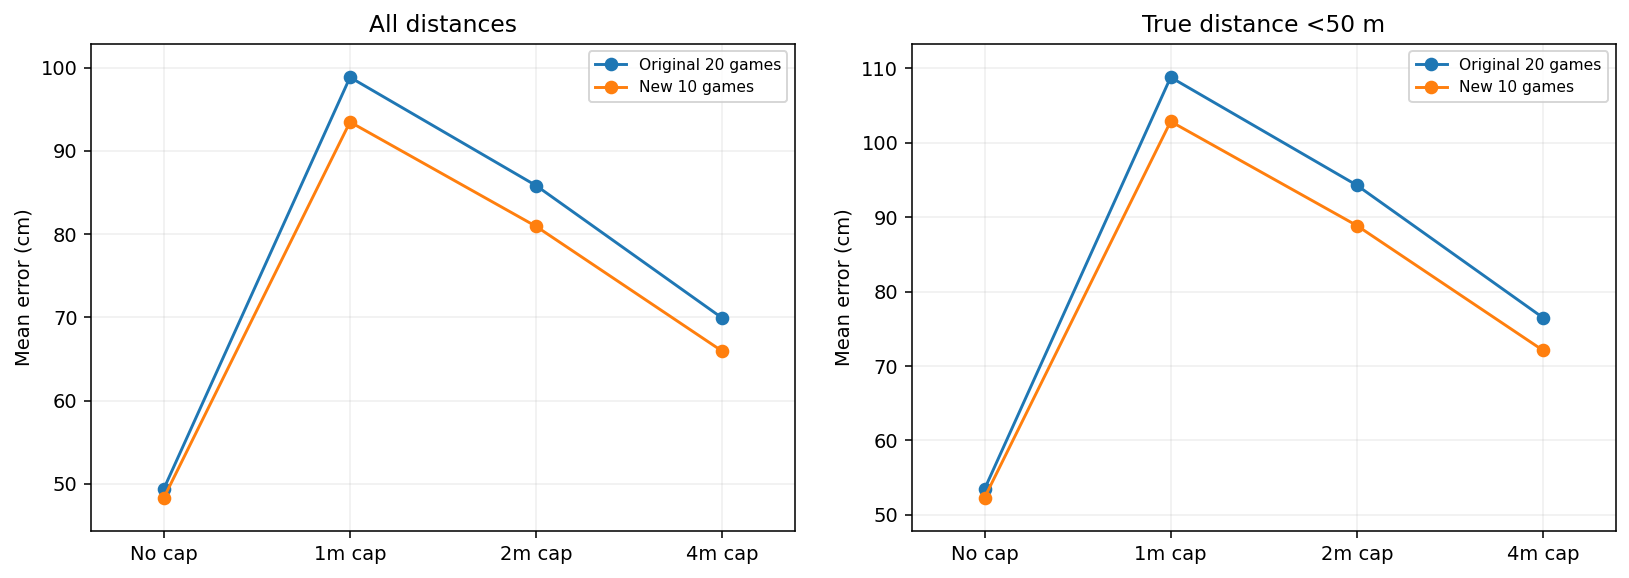 All distances
Mean error (cm)
100
90
80
70
60
50
No cap
1m cap
2m cap
4m cap
Original 20 games
New 10 games
True distance <50 m
Mean error (cm)
110
100
90
80
70
60
50
No cap
1m cap
2m cap
4m cap
Original 20 games
New 10 games